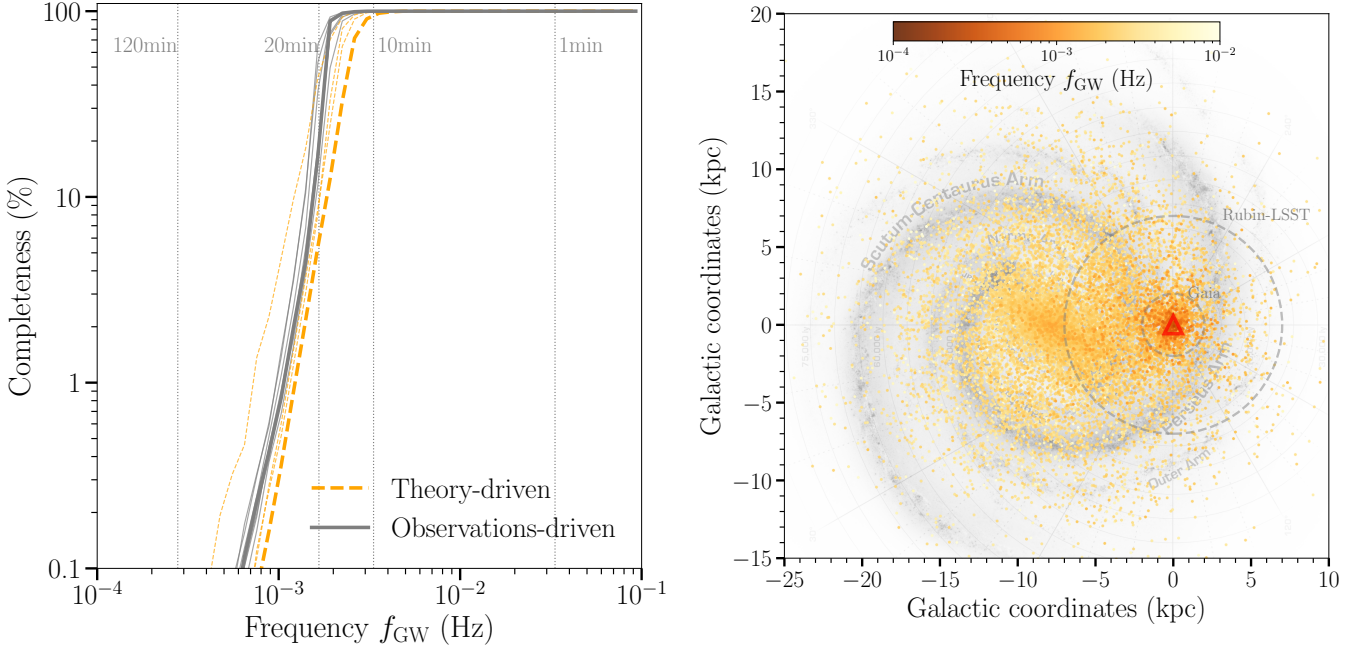 100
10
1
0.1
Completeness (%)
120min
20min
10min
1min
Theory-driven
Observations-driven
10⁻⁴
10⁻³
10⁻²
10⁻¹
Frequency f_GW (Hz)
20
15
10
5
0
−5
−10
−15
Galactic coordinates (kpc)
10⁻⁴
10⁻³
10⁻²
Frequency f_GW (Hz)
Scutum-Centaurus Arm
Rubin-LSST
Gaia
Perseus Arm
Outer Arm
−25
−20
−15
−10
−5
0
5
10
Galactic coordinates (kpc)